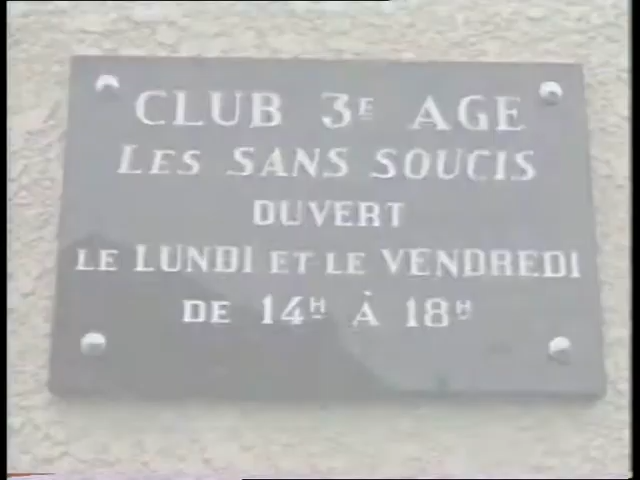 CLUB 3E AGE
LES SANS SOUCIS
OUVERT
LE LUNDI ET LE VENDREDI
DE 14H À 18H